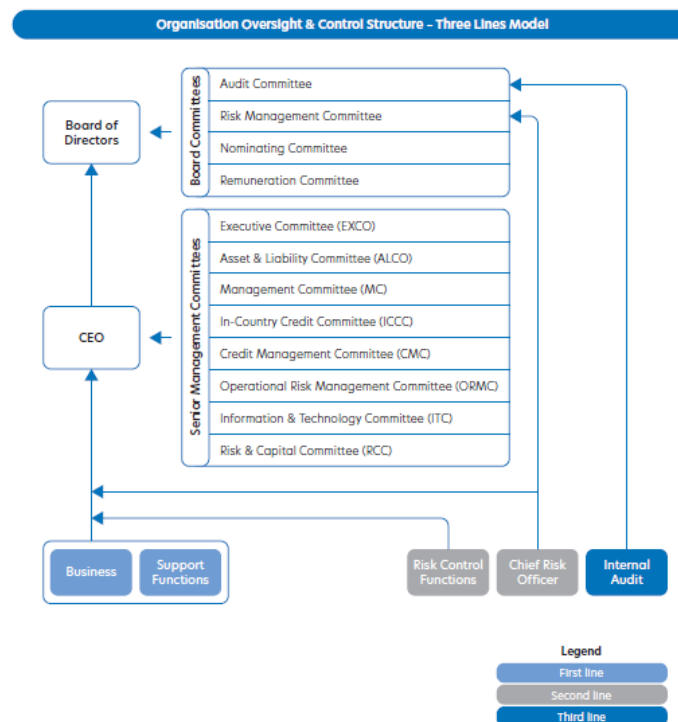 Organisation Oversight & Control Structure – Three Lines Model
Board of
Directors
Board Committees
Audit Committee
Risk Management Committee
Nominating Committee
Remuneration Committee
CEO
Senior Management Committees
Executive Committee (EXCO)
Asset & Liability Committee (ALCO)
Management Committee (MC)
In-Country Credit Committee (ICCC)
Credit Management Committee (CMC)
Operational Risk Management Committee (ORMC)
Information & Technology Committee (ITC)
Risk & Capital Committee (RCC)
Business
Support
Functions
Risk Control
Functions
Chief Risk
Officer
Internal
Audit
Legend
First line
Second line
Third line